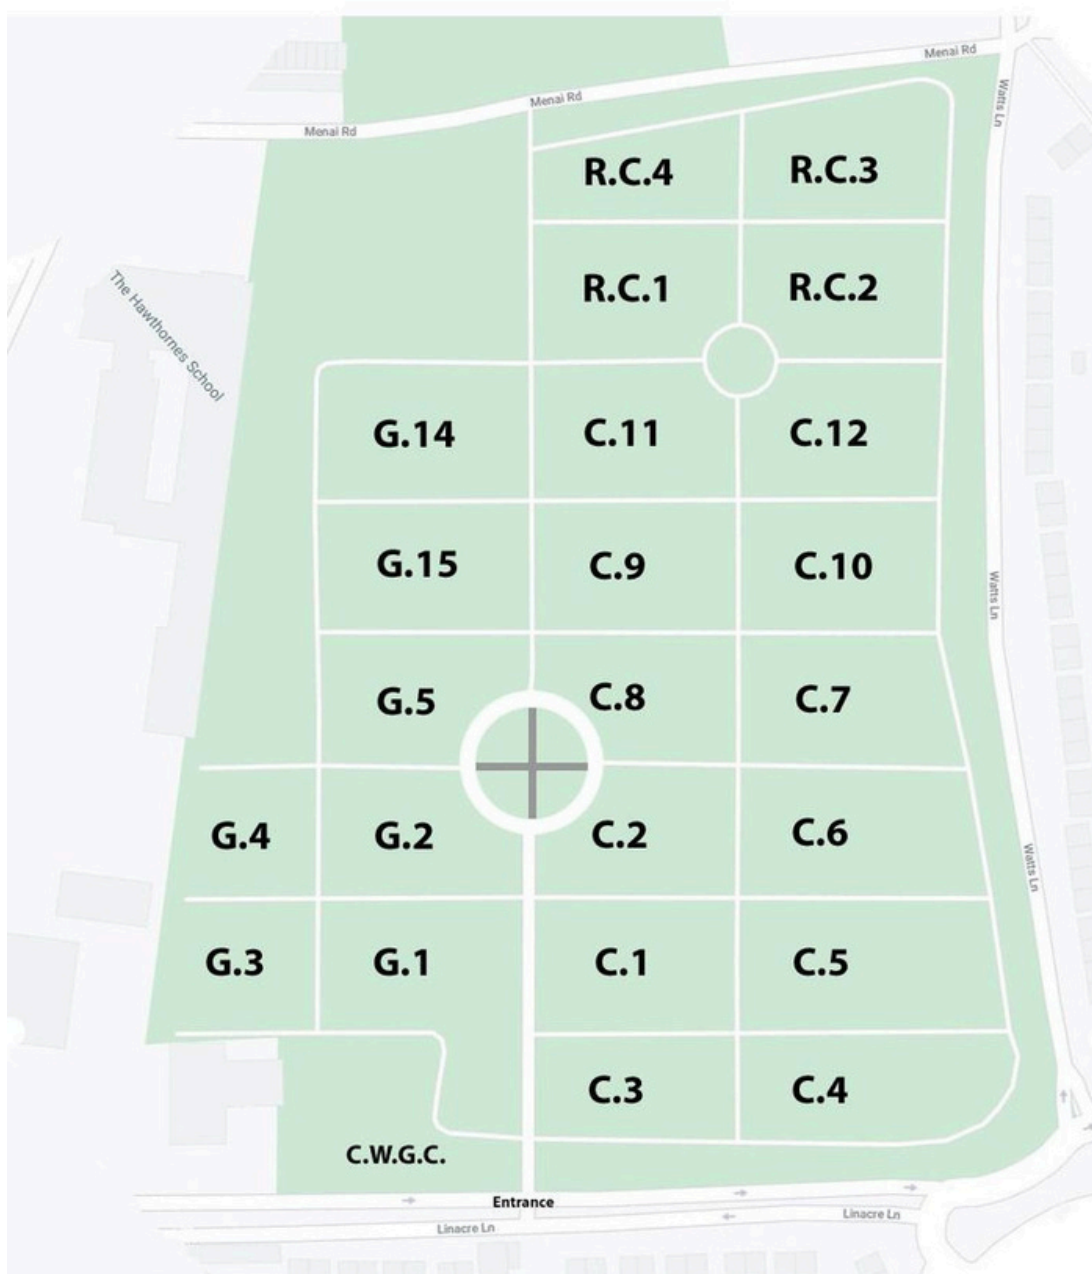 Menai Rd
Menai Rd
Menai Rd
Watts Ln
R.C.4
R.C.3
The Hawthornes School
R.C.1
R.C.2
G.14
C.11
C.12
G.15
C.9
C.10
Watts Ln
G.5
C.8
C.7
G.4
G.2
C.2
C.6
Watts Ln
G.3
G.1
C.1
C.5
C.3
C.4
C.W.G.C.
Entrance
Linacre Ln
Linacre Ln